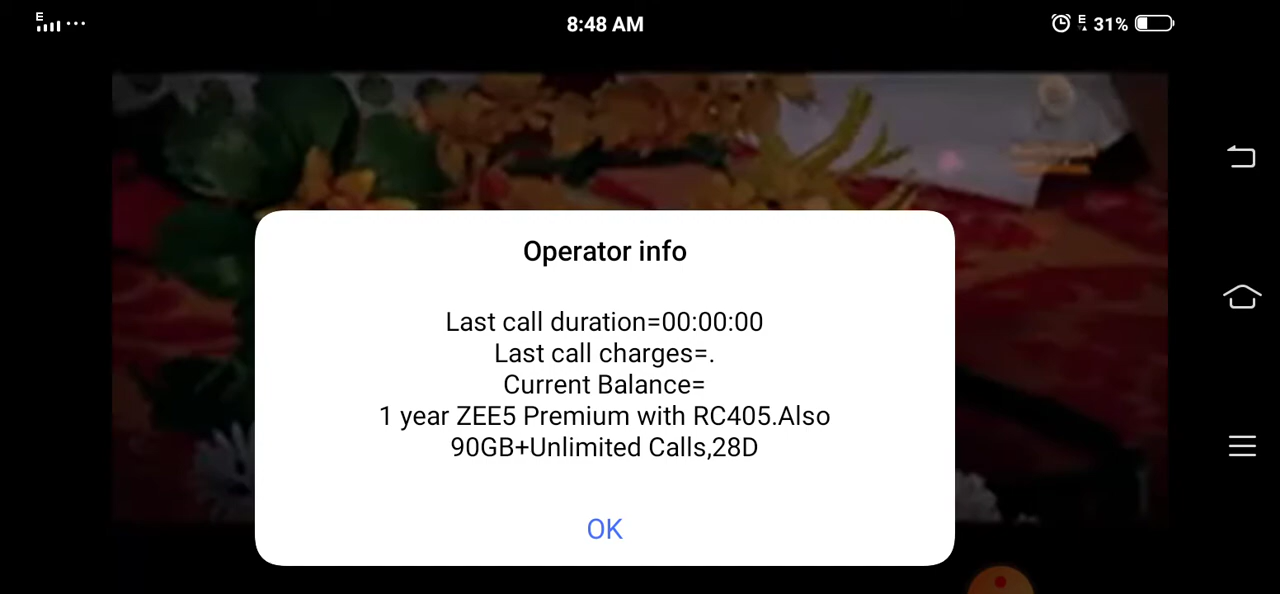 E
8:48 AM
E 31%
Operator info
Last call duration=00:00:00
Last call charges=.
Current Balance=
1 year ZEE5 Premium with RC405.Also
90GB+Unlimited Calls,28D
OK